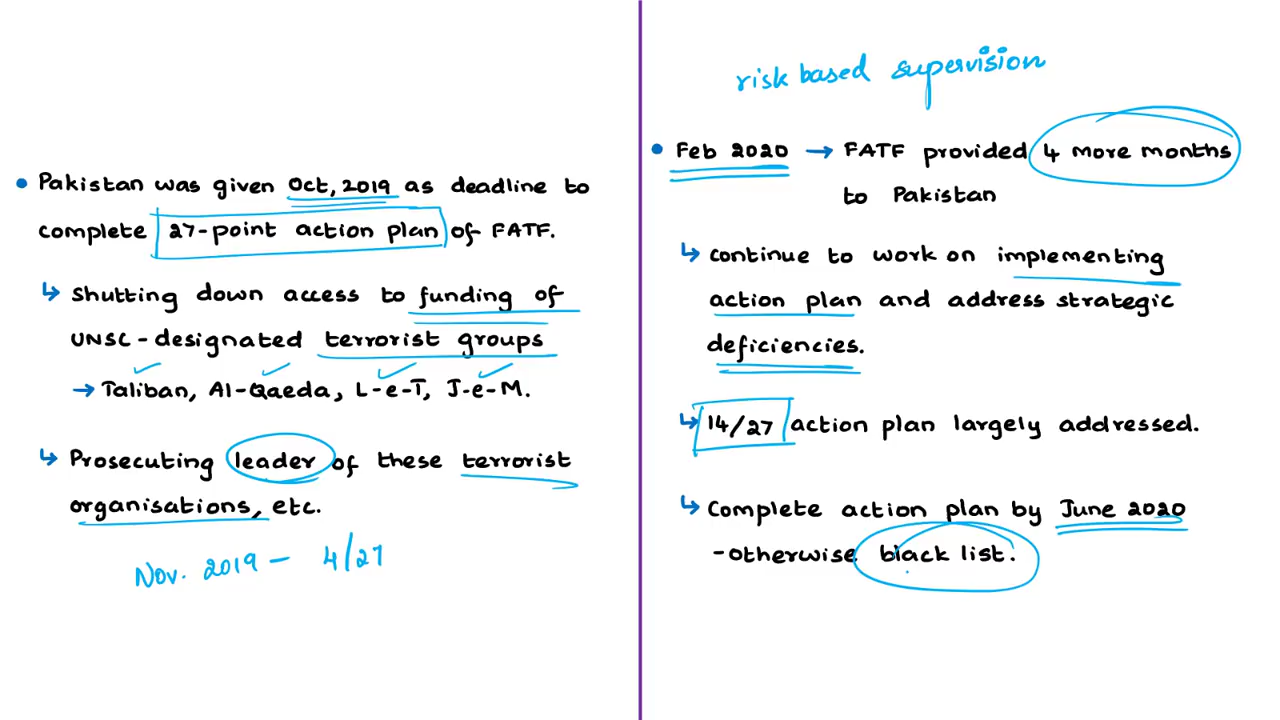 • Pakistan was given Oct, 2019 as deadline to
complete 27-point action plan of FATF.
↳ Shutting down access to funding of
UNSC-designated terrorist groups
→ Taliban, Al-Qaeda, L-e-T, J-e-M.
↳ Prosecuting leader of these terrorist
organisations, etc.
Nov. 2019 - 4/27
risk based supervision
• Feb 2020 → FATF provided 4 more months
to Pakistan
↳ continue to work on implementing
action plan and address strategic
deficiencies.
↳ 14/27 action plan largely addressed.
↳ Complete action plan by June 2020
-otherwise black list.